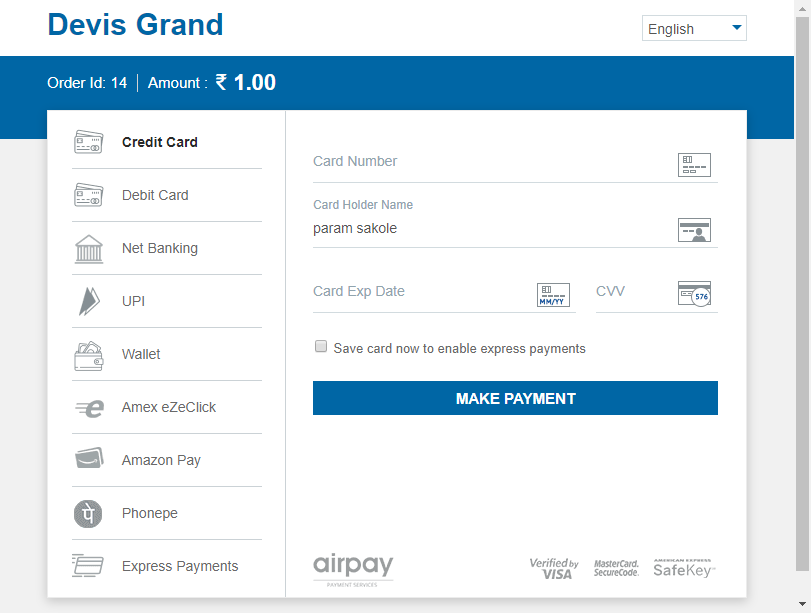 Devis Grand
English
Order Id: 14 | Amount : ₹ 1.00
Credit Card
Debit Card
Net Banking
UPI
Wallet
Amex eZeClick
Amazon Pay
Phonepe
Express Payments
Card Number
Card Holder Name
param sakole
Card Exp Date
MM/YY
CVV
576
Save card now to enable express payments
MAKE PAYMENT
airpay
PAYMENT SERVICES
Verified by
VISA
MasterCard.
SecureCode.
AMERICAN EXPRESS
SafeKey